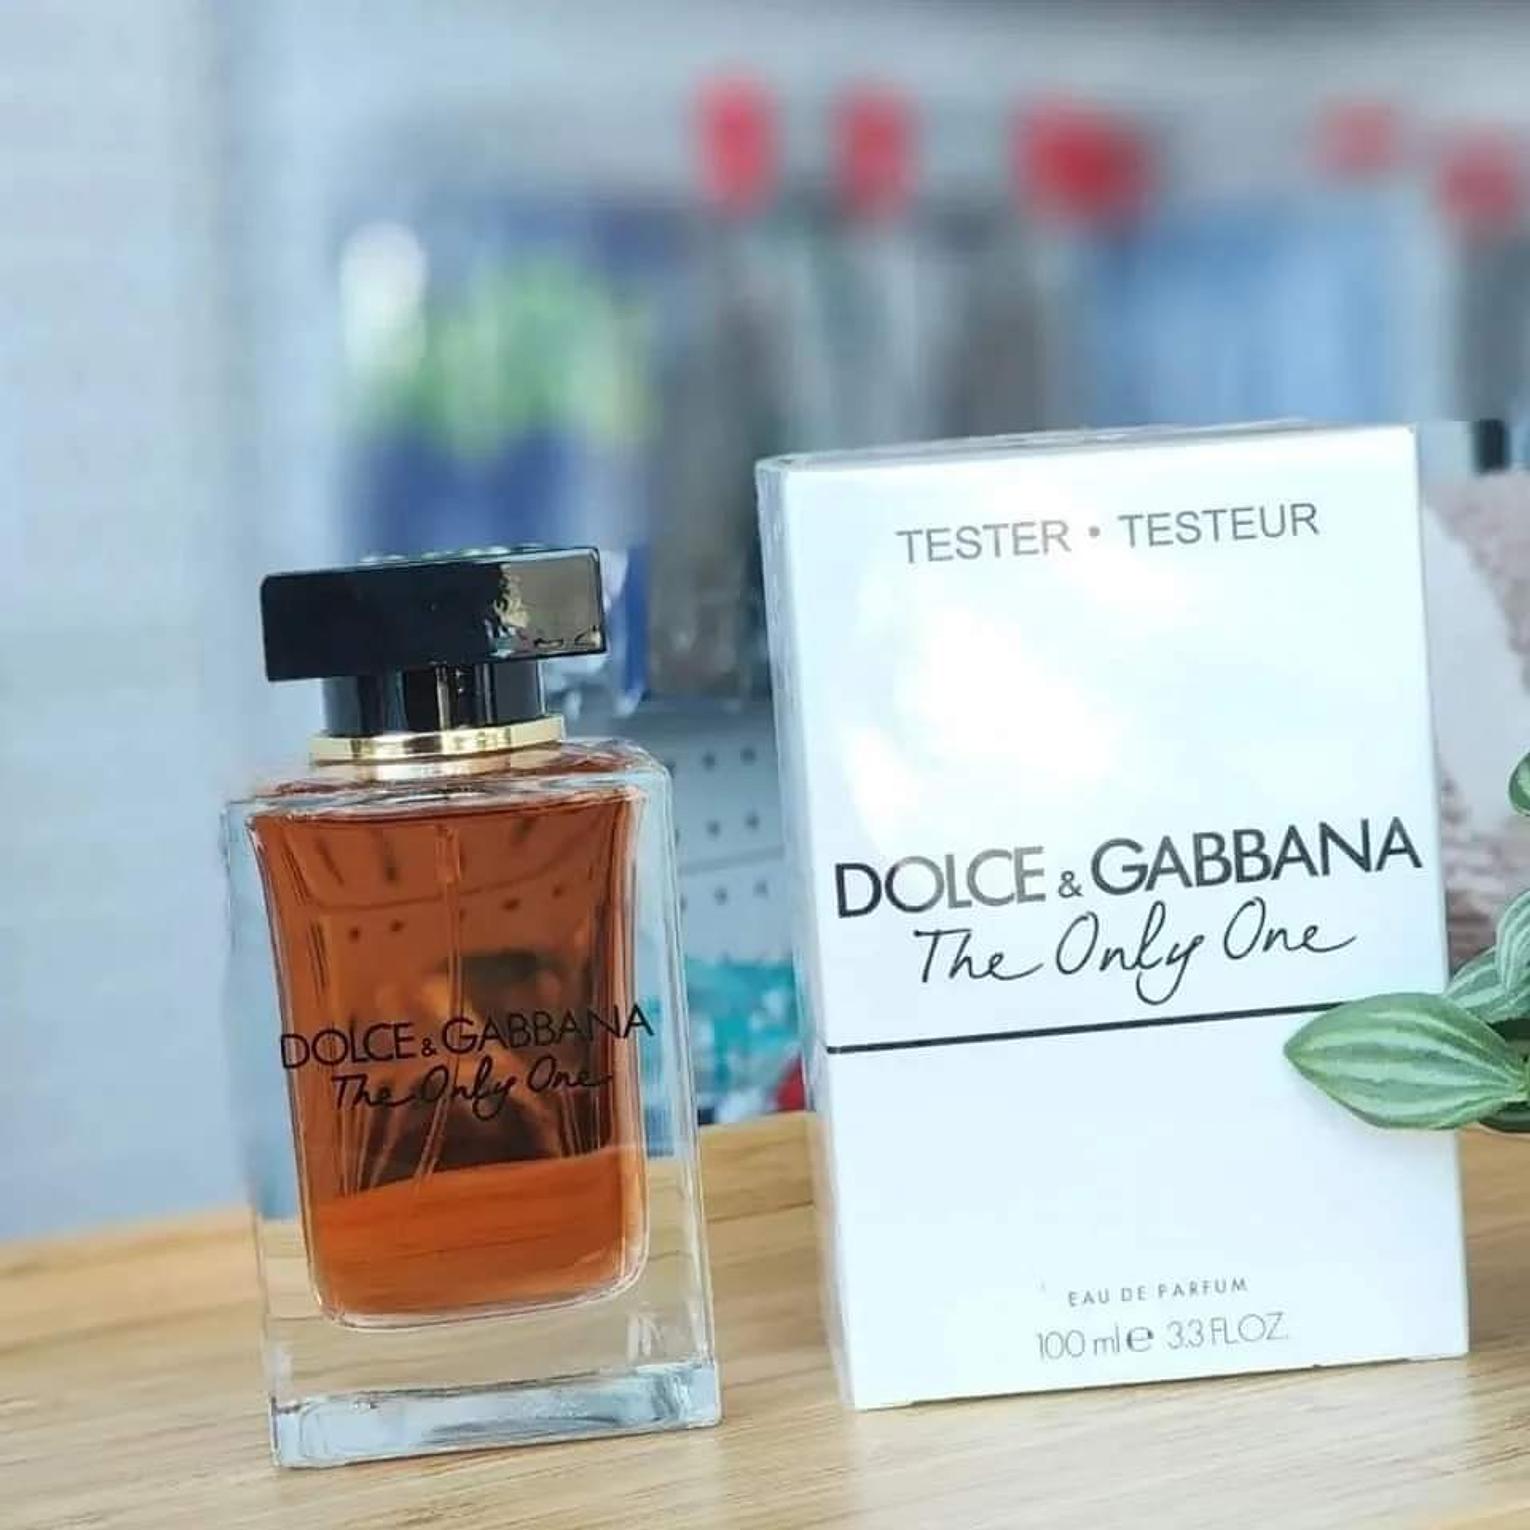 TESTER • TESTEUR
DOLCE & GABBANA
The Only One
EAU DE PARFUM
100 ml e 3.3 FL.OZ.
DOLCE & GABBANA
The Only One